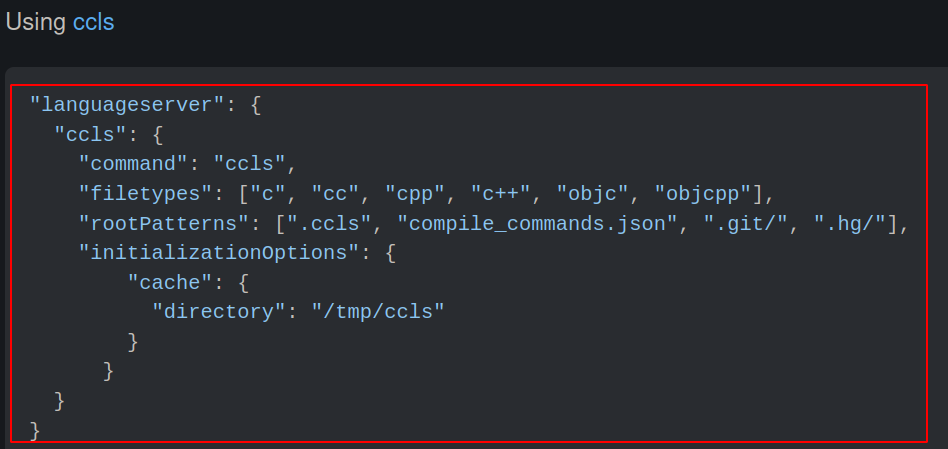 Using ccls
"languageserver": {
  "ccls": {
    "command": "ccls",
    "filetypes": ["c", "cc", "cpp", "c++", "objc", "objcpp"],
    "rootPatterns": [".ccls", "compile_commands.json", ".git/", ".hg/"],
    "initializationOptions": {
        "cache": {
          "directory": "/tmp/ccls"
        }
      }
  }
}